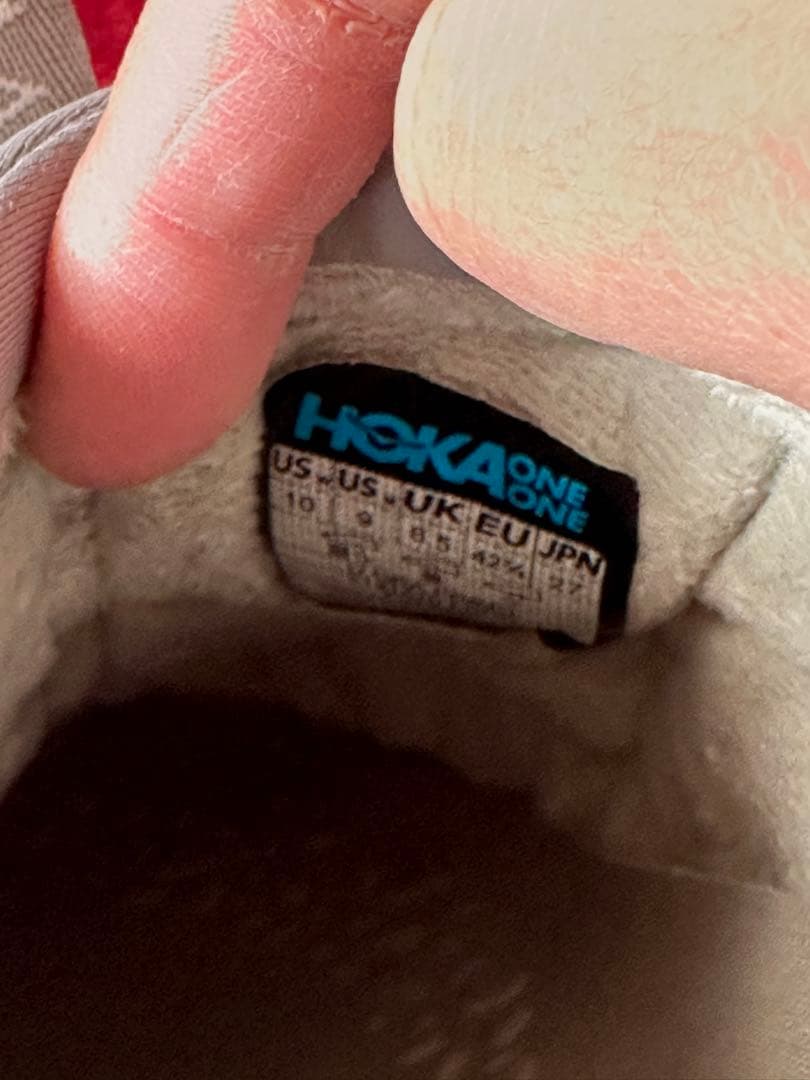 HOKA ONE ONE
US W US M UK EU JPN
10 9 8.5 42⅔ 27